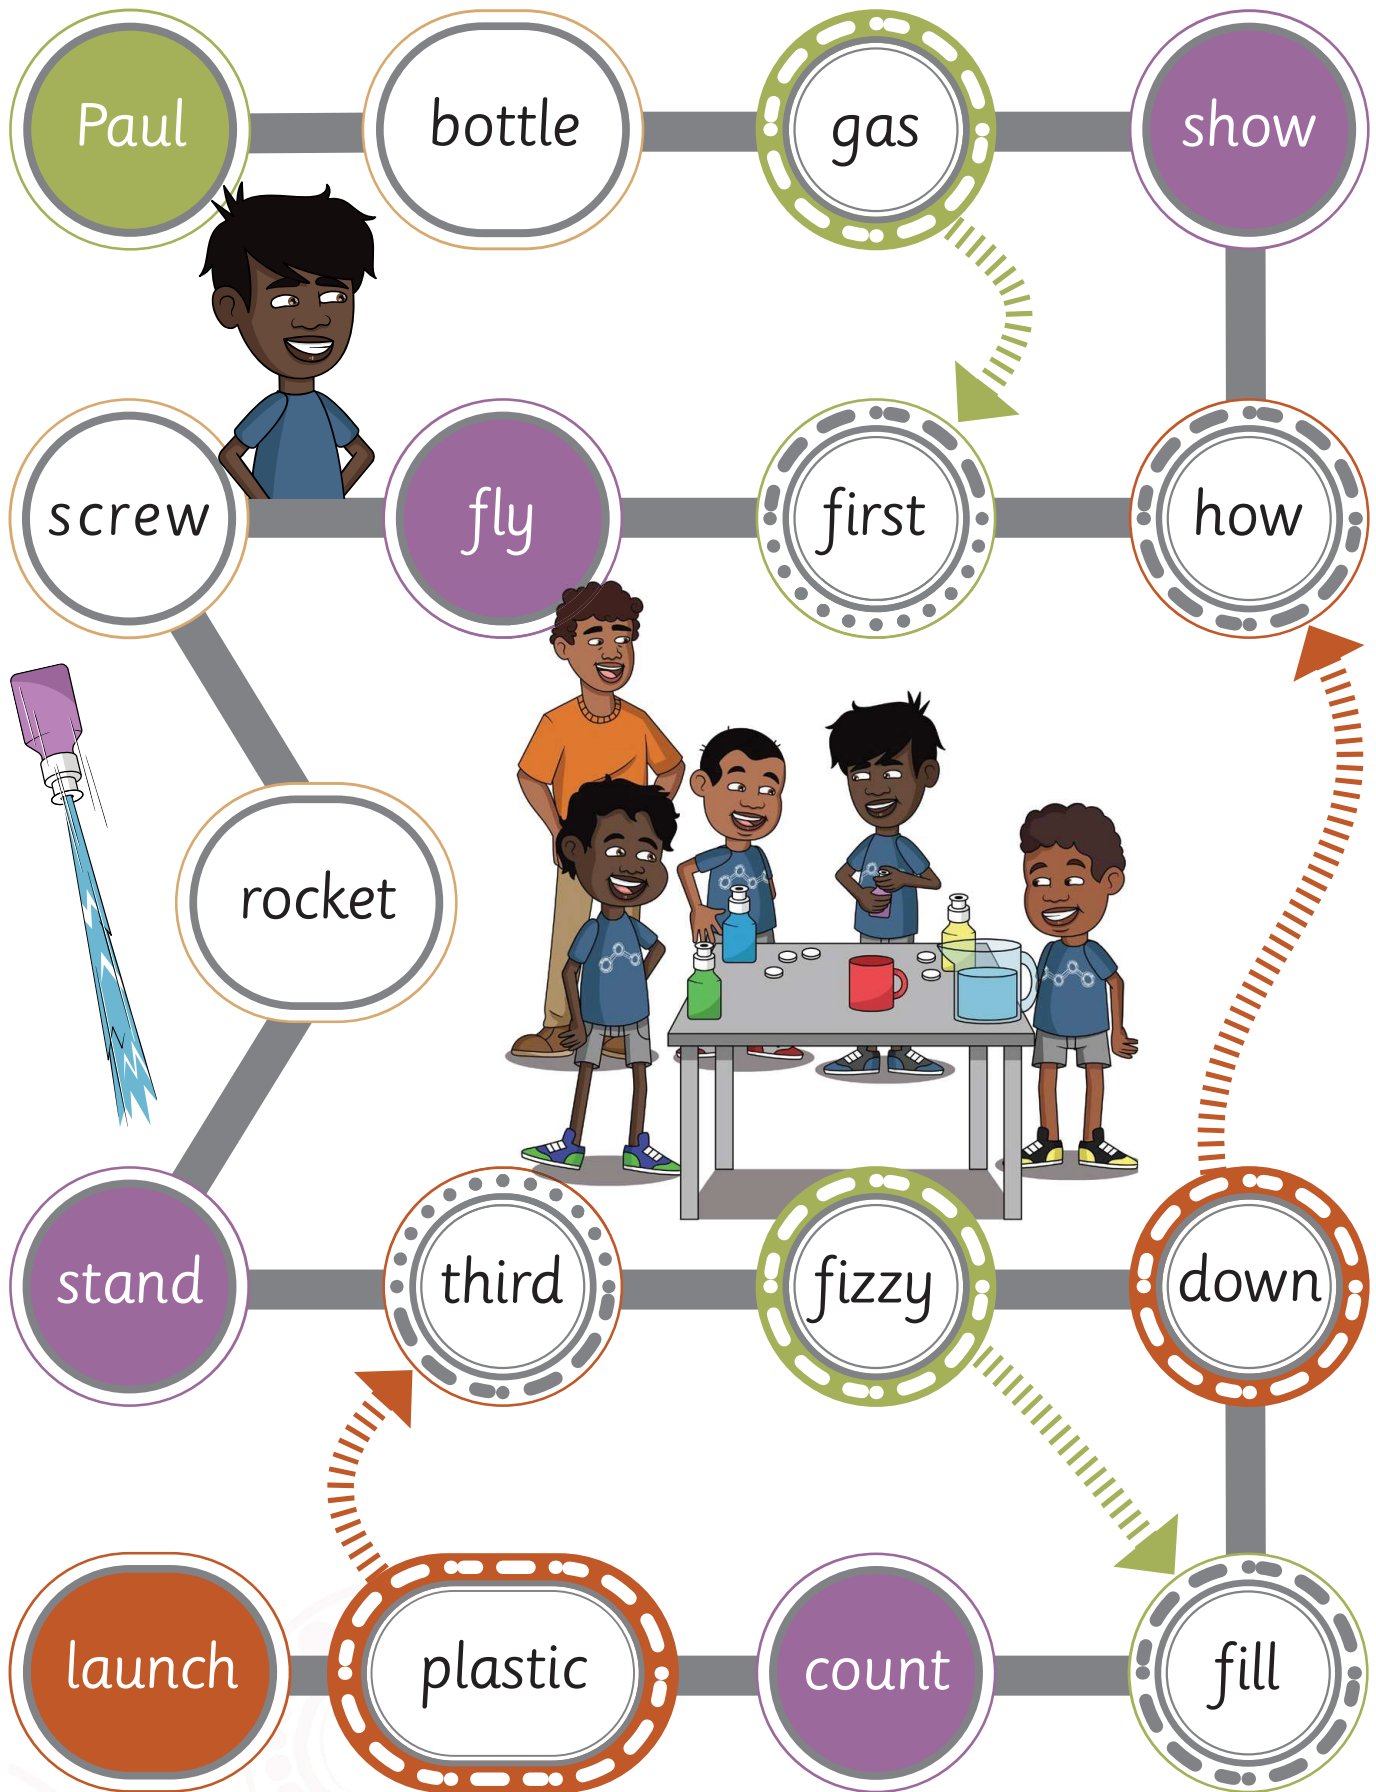 Paul bottle gas show
screw fly first how
rocket
stand third fizzy down
launch plastic count fill